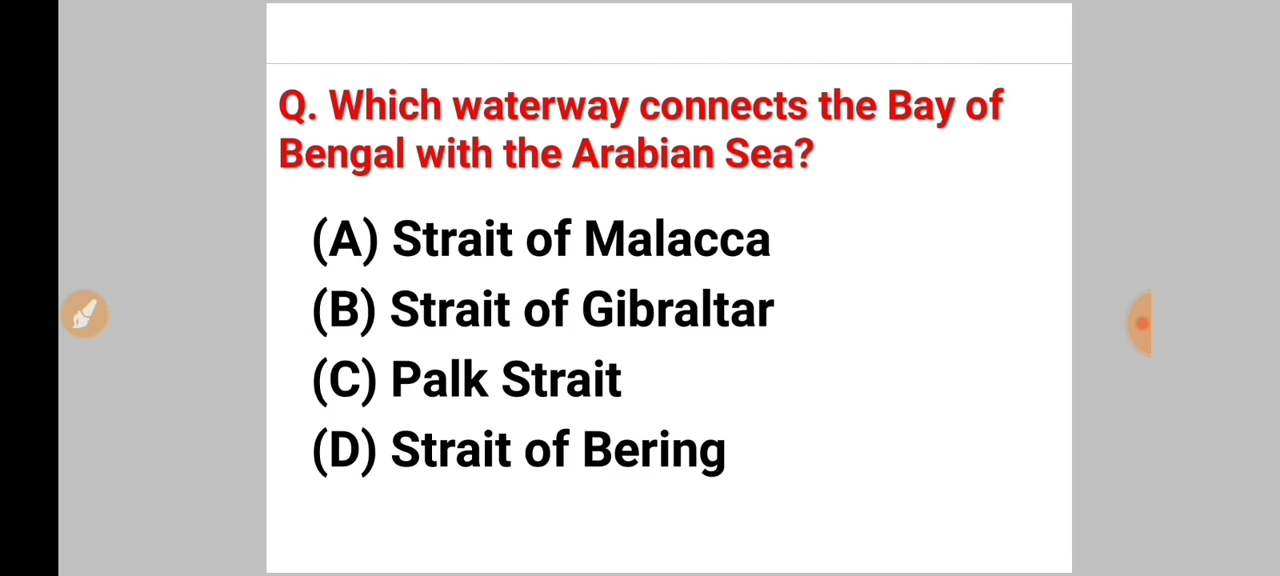 Q. Which waterway connects the Bay of
Bengal with the Arabian Sea?
(A) Strait of Malacca
(B) Strait of Gibraltar
(C) Palk Strait
(D) Strait of Bering